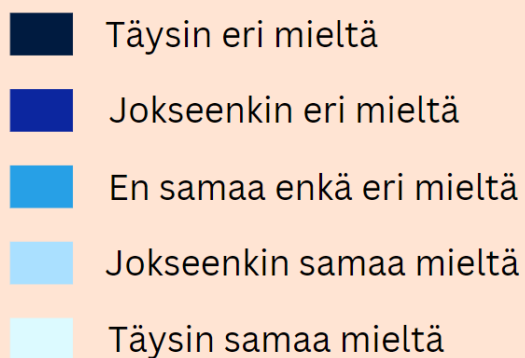 Täysin eri mieltä
Jokseenkin eri mieltä
En samaa enkä eri mieltä
Jokseenkin samaa mieltä
Täysin samaa mieltä